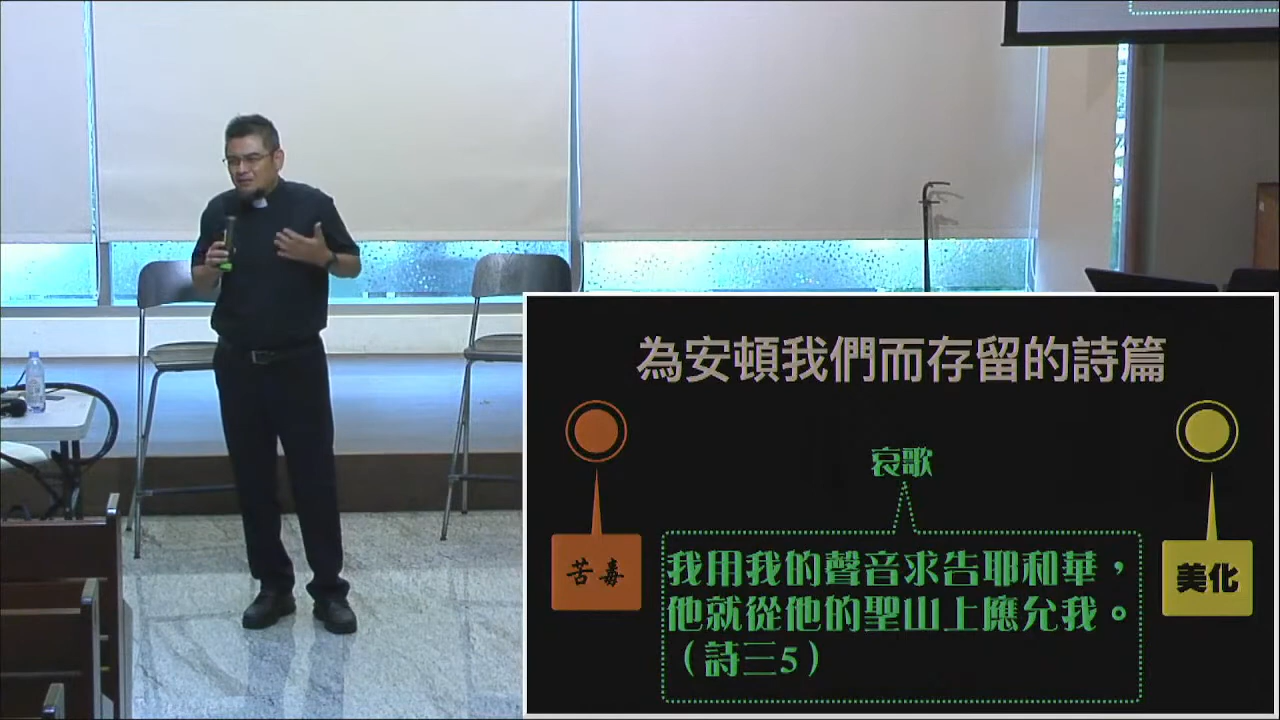 為安頓我們而存留的詩篇
哀歌
苦毒
我用我的聲音求告耶和華，
他就從他的聖山上應允我。
（詩三5）
美化